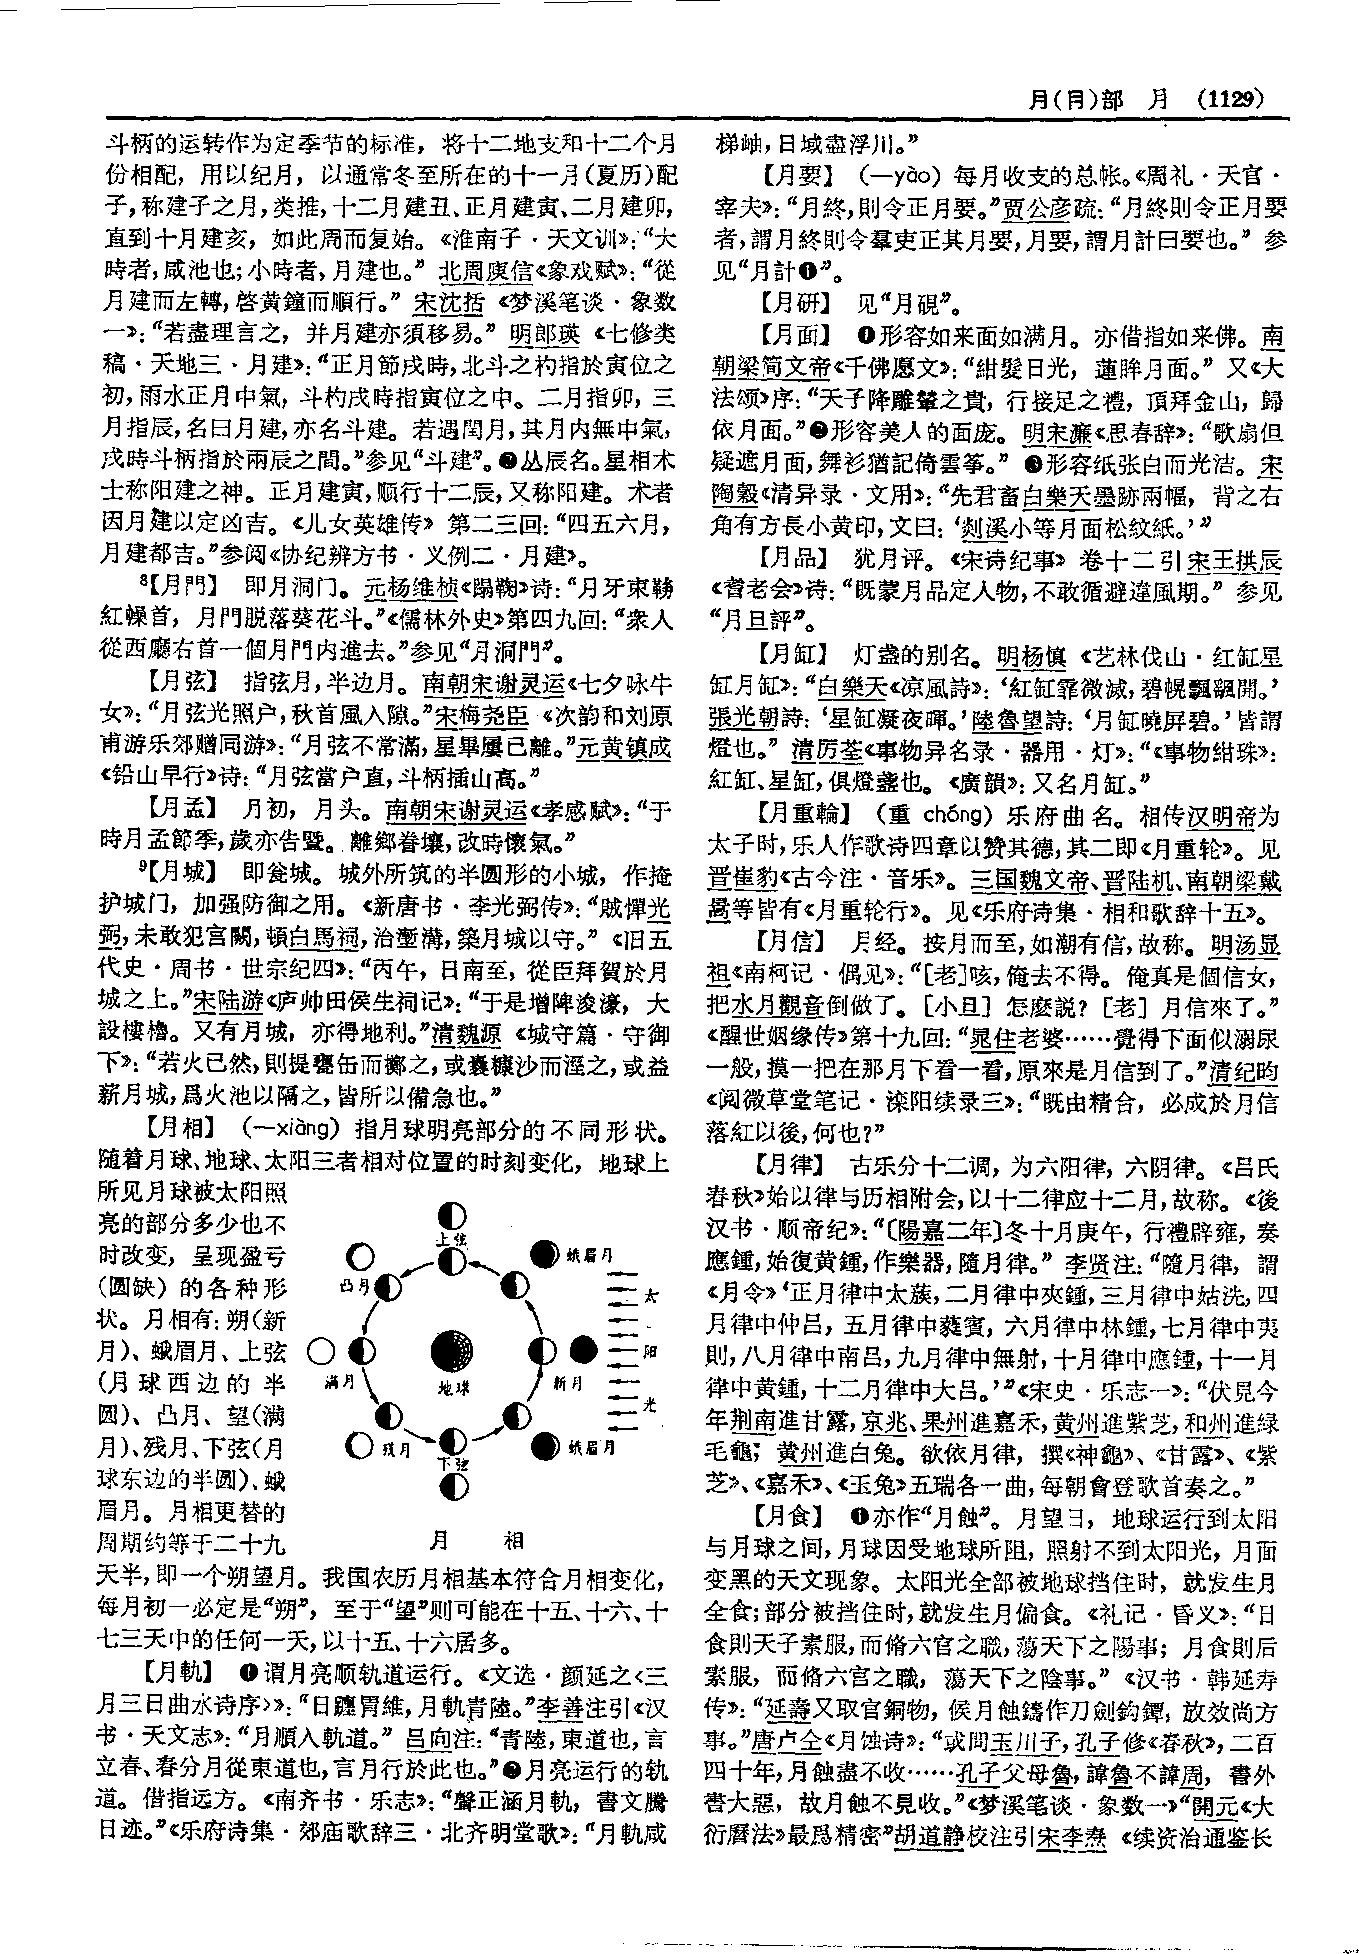 月(⺝)部　月　(1129)
斗柄的运转作为定季节的标准，将十二地支和十二个月
份相配，用以纪月，以通常冬至所在的十一月(夏历)配
子，称建子之月，类推，十二月建丑、正月建寅、二月建卯，
直到十月建亥，如此周而复始。《淮南子·天文训》：“大
時者，咸池也；小時者，月建也。”北周庾信《象戏赋》：“從
月建而左轉，啓黄鐘而順行。”宋沈括《梦溪笔谈·象数
一》：“若盡理言之，并月建亦須移易。”明郎瑛《七修类
稿·天地三·月建》：“正月節戌時，北斗之杓指於寅位之
初，雨水正月中氣，斗杓戌時指寅位之中。二月指卯，三
月指辰，名曰月建，亦名斗建。若遇閏月，其月内無中氣，
戌時斗柄指於兩辰之間。”参见“斗建”。❷丛辰名。星相术
士称阳建之神。正月建寅，顺行十二辰，又称阳建。术者
因月建以定凶吉。《儿女英雄传》第二三回：“四五六月，
月建都吉。”参阅《协纪辨方书·义例二·月建》。
8【月門】　即月洞门。元杨维桢《蹋鞠》诗：“月牙束鞯
紅幧首，月門脱落葵花斗。”《儒林外史》第四九回：“衆人
從西廳右首一個月門内進去。”参见“月洞門”。
【月弦】　指弦月，半边月。南朝宋谢灵运《七夕咏牛
女》：“月弦光照户，秋首風入隙。”宋梅尧臣《次韵和刘原
甫游乐郊赠同游》：“月弦不常滿，星畢屢已離。”元黄镇成
《铅山早行》诗：“月弦當户直，斗柄插山高。”
【月孟】　月初，月头。南朝宋谢灵运《孝感赋》：“于
時月孟節季，歲亦告暨。離鄉眷壤，改時懷氣。”
9【月城】　即瓮城。城外所筑的半圆形的小城，作掩
护城门，加强防御之用。《新唐书·李光弼传》：“賊憚光
弼，未敢犯宫闕，頓白馬祠，治塹溝，築月城以守。”《旧五
代史·周书·世宗纪四》：“丙午，日南至，從臣拜賀於月
城之上。”宋陆游《庐帅田侯生祠记》：“于是增陴浚濠，大
設樓櫓。又有月城，亦得地利。”清魏源《城守篇·守御
下》：“若火已然，則提甕缶而擲之，或囊糠沙而溼之，或益
薪月城，爲火池以隔之，皆所以備急也。”
【月相】　(—xiàng) 指月球明亮部分的不同形状。
随着月球、地球、太阳三者相对位置的时刻变化，地球上
所见月球被太阳照
亮的部分多少也不
时改变，呈现盈亏
(圆缺) 的各种形
状。月相有：朔(新
月)、蛾眉月、上弦
(月球西边的半
圆)、凸月、望(满
月)、残月、下弦(月
球东边的半圆)、蛾
眉月。月相更替的
周期约等于二十九
上弦
蛾眉月
凸月
太
阳
光
满月
地球
新月
残月
蛾眉月
下弦
月　相
天半，即一个朔望月。我国农历月相基本符合月相变化，
每月初一必定是“朔”，至于“望”则可能在十五、十六、十
七三天中的任何一天，以十五、十六居多。
【月軌】　❶谓月亮顺轨道运行。《文选·颜延之〈三
月三日曲水诗序〉》：“日躔胃維，月軌青陸。”李善注引《汉
书·天文志》：“月順入軌道。”吕向注：“青陸，東道也，言
立春、春分月從東道也，言月行於此也。”❷月亮运行的轨
道。借指远方。《南齐书·乐志》：“聲正涵月軌，書文騰
日迹。”《乐府诗集·郊庙歌辞三·北齐明堂歌》：“月軌咸
梯岫，日域盡浮川。”
【月要】　(—yào) 每月收支的总帐。《周礼·天官·
宰夫》：“月終，則令正月要。”贾公彦疏：“月終則令正月要
者，謂月終則令羣吏正其月要，月要，謂月計曰要也。”参
见“月計❶”。
【月研】　见“月硯”。
【月面】　❶形容如来面如满月。亦借指如来佛。南
朝梁简文帝《千佛愿文》：“紺髮日光，蓮眸月面。”又《大
法颂》序：“天子降雕輦之貴，行接足之禮，頂拜金山，歸
依月面。”❷形容美人的面庞。明宋濂《思春辞》：“歌扇但
疑遮月面，舞衫猶記倚雲筝。”❸形容纸张白而光洁。宋
陶穀《清异录·文用》：“先君畜白樂天墨跡兩幅，背之右
角有方長小黄印，文曰：‘剡溪小等月面松紋紙。’”
【月品】　犹月评。《宋诗纪事》卷十二引宋王拱辰
《耆老会》诗：“既蒙月品定人物，不敢循避違風期。”参见
“月旦評”。
【月缸】　灯盏的别名。明杨慎《艺林伐山·红缸星
缸月缸》：“白樂天《凉風詩》：‘紅缸霏微滅，碧幌飄飖開。’
張光朝詩：‘星缸凝夜暉。’陸魯望詩：‘月缸曉屏碧。’皆謂
燈也。”清厉荃《事物异名录·器用·灯》：“《事物紺珠》：
紅缸、星缸，俱燈盞也。《廣韻》：又名月缸。”
【月重輪】　(重 chóng) 乐府曲名。相传汉明帝为
太子时，乐人作歌诗四章以赞其德，其二即《月重轮》。见
晋崔豹《古今注·音乐》。三国魏文帝、晋陆机、南朝梁戴
暠等皆有《月重轮行》。见《乐府诗集·相和歌辞十五》。
【月信】　月经。按月而至，如潮有信，故称。明汤显
祖《南柯记·偶见》：“[老]咳，俺去不得。俺真是個信女，
把水月觀音倒做了。[小旦] 怎麽説？[老] 月信來了。”
《醒世姻缘传》第十九回：“晁住老婆……覺得下面似溺尿
一般，摸一把在那月下看一看，原來是月信到了。”清纪昀
《阅微草堂笔记·滦阳续录三》：“既由精合，必成於月信
落紅以後，何也？”
【月律】　古乐分十二调，为六阳律，六阴律。《吕氏
春秋》始以律与历相附会，以十二律应十二月，故称。《後
汉书·顺帝纪》：“〔陽嘉二年〕冬十月庚午，行禮辟雍，奏
應鍾，始復黄鍾，作樂器，隨月律。”李贤注：“隨月律，謂
《月令》‘正月律中太蔟，二月律中夾鍾，三月律中姑洗，四
月律中仲吕，五月律中蕤賓，六月律中林鍾，七月律中夷
則，八月律中南吕，九月律中無射，十月律中應鍾，十一月
律中黄鍾，十二月律中大吕。’”《宋史·乐志一》：“伏見今
年荆南進甘露，京兆、果州進嘉禾，黄州進紫芝，和州進緑
毛龜；黄州進白兔。欲依月律，撰《神龜》、《甘露》、《紫
芝》、《嘉禾》、《玉兔》五瑞各一曲，每朝會登歌首奏之。”
【月食】　❶亦作“月蝕”。月望日，地球运行到太阳
与月球之间，月球因受地球所阻，照射不到太阳光，月面
变黑的天文现象。太阳光全部被地球挡住时，就发生月
全食；部分被挡住时，就发生月偏食。《礼记·昏义》：“日
食則天子素服，而脩六官之職，蕩天下之陽事；月食則后
素服，而脩六宫之職，蕩天下之陰事。”《汉书·韩延寿
传》：“延壽又取官銅物，候月蝕鑄作刀劍鈎鐔，放效尚方
事。”唐卢仝《月蚀诗》：“或問玉川子，孔子修《春秋》，二百
四十年，月蝕盡不收……孔子父母魯，諱魯不諱周，書外
書大惡，故月蝕不見收。”《梦溪笔谈·象数一》“開元《大
衍曆法》最爲精密”胡道静校注引宋李焘《续资治通鉴长